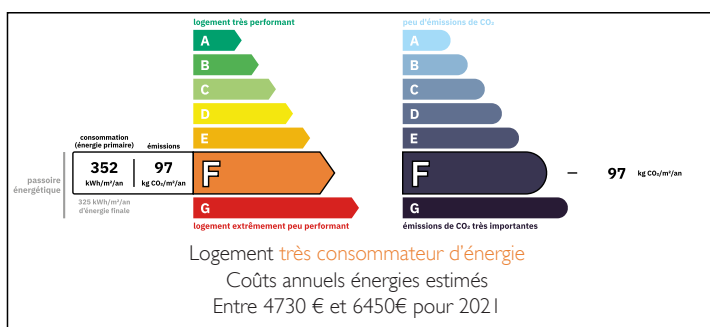 logement très performant
A
B
C
D
E
consommation
(énergie primaire)
émissions
passoire
énergétique
352
kWh/m²/an
97
kg CO₂/m²/an
F
325 kWh/m²/an
d'énergie finale
G
logement extrêmement peu performant
peu d'émissions de CO₂
A
B
C
D
E
F
97 kg CO₂/m²/an
G
émissions de CO₂ très importantes
Logement très consommateur d'énergie
Coûts annuels énergies estimés
Entre 4730 € et 6450€ pour 2021